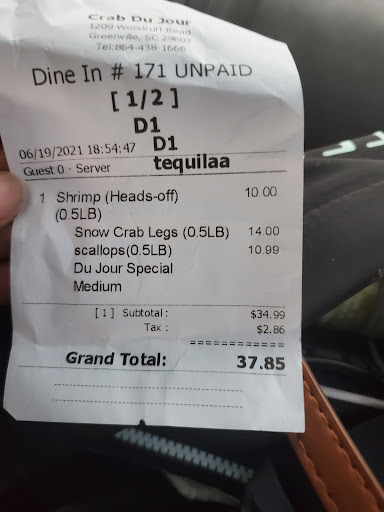 Crab Du Jour
1209 Woodruff Road
Greenville, SC 29607
Tel:864-438-1666
Dine In # 171 UNPAID
[ 1/2 ]
D1
06/19/2021 18:54:47 D1
Guest 0 - Server tequilaa
1 Shrimp (Heads-off) 10.00
(0.5LB)
Snow Crab Legs (0.5LB) 14.00
scallops(0.5LB) 10.99
Du Jour Special
Medium
[ 1 ] Subtotal : $34.99
Tax : $2.86
Grand Total: 37.85